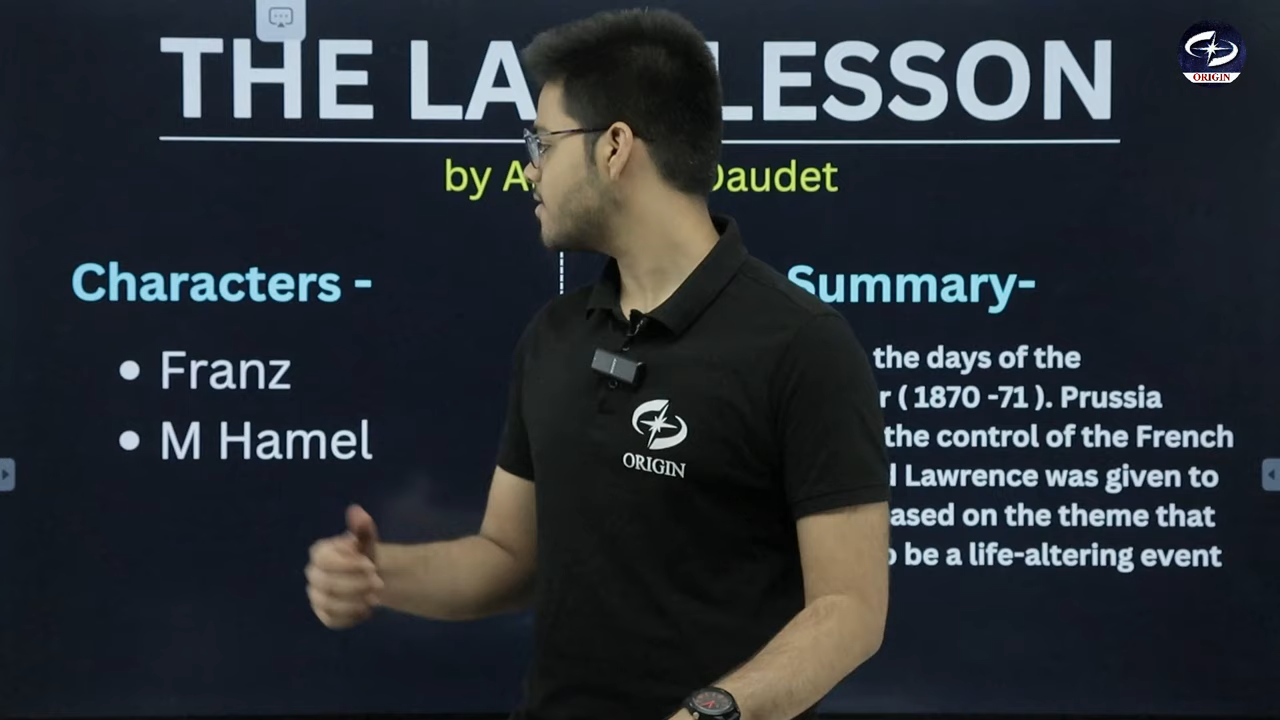 THE LA LESSON
by A Daudet
ORIGIN
Characters -
Franz
M Hamel
Summary-
the days of the
( 1870 -71 ). Prussia
the control of the French
Lawrence was given to
on the theme that
be a life-altering event
ORIGIN